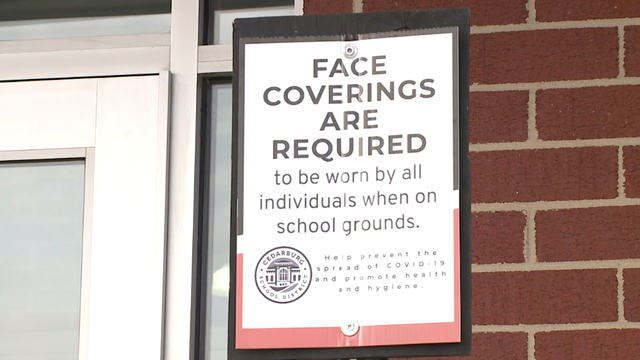 FACE
COVERINGS
ARE
REQUIRED
to be worn by all
individuals when on
school grounds.
CEDARBURG
SCHOOL DISTRICT
Help prevent the
spread of COVID-19
and promote health
and hygiene.